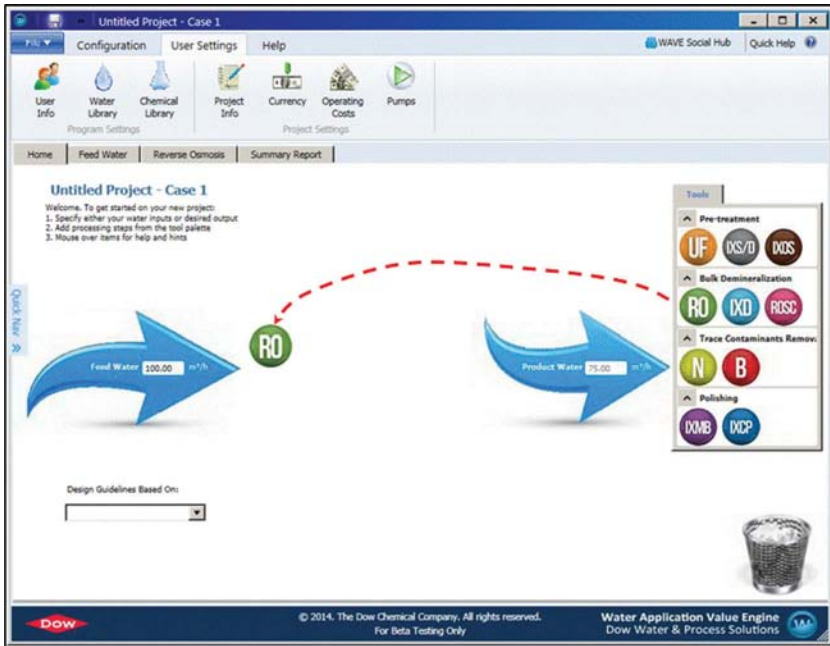 Untitled Project - Case 1
File
Configuration
User Settings
Help
WAVE Social Hub
Quick Help
User Info
Water Library
Chemical Library
Project Info
Currency
Operating Costs
Pumps
Program Settings
Project Settings
Home
Feed Water
Reverse Osmosis
Summary Report
Untitled Project - Case 1
Welcome. To get started on your new project:
1. Specify either your water inputs or desired output
2. Add processing steps from the tool palette
3. Mouse over items for help and hints
Quick Nav
Feed Water 100.00 m³/h
RO
Product Water 75.00 m³/h
Tools
Pre-treatment
UF IXS/D IXOS
Bulk Demineralization
RO IXD ROSC
Trace Contaminants Remov
N B
Polishing
IXMB IXCP
Design Guidelines Based On:
Dow
© 2014. The Dow Chemical Company. All rights reserved.
For Beta Testing Only
Water Application Value Engine
Dow Water & Process Solutions
W